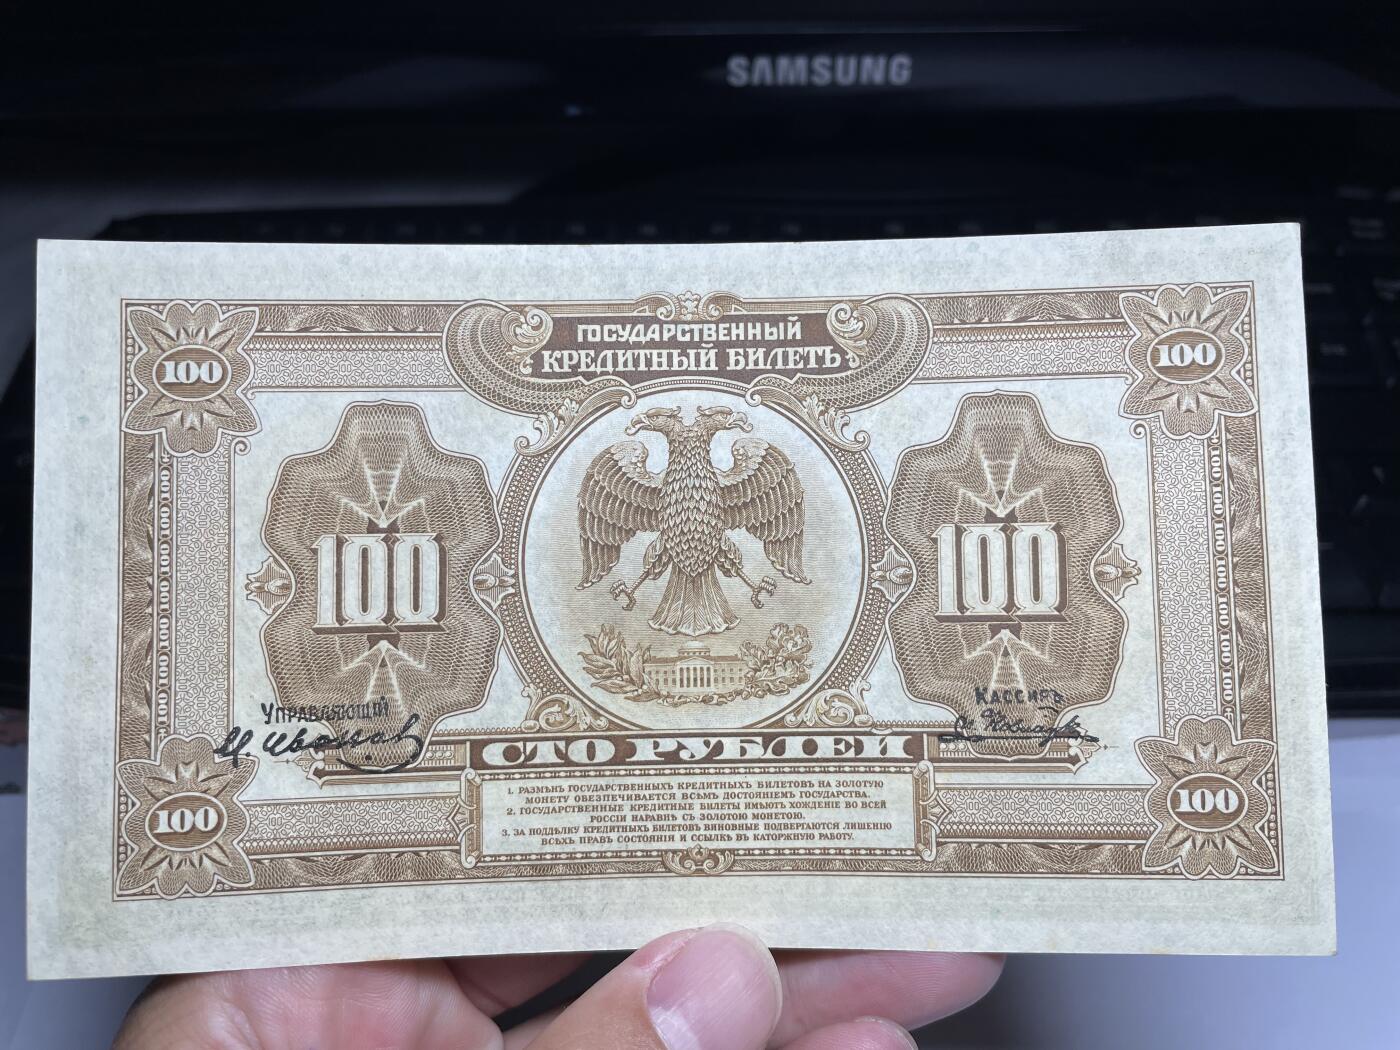 SAMSUNG
ГОСУДАРСТВЕННЫЙ
КРЕДИТНЫЙ БИЛЕТЪ
100 100
100 100
УПРАВЛЯЮЩІЙ КАССИРЪ
СТО РУБЛЕЙ
100 100
1. РАЗМѢНЪ ГОСУДАРСТВЕННЫХЪ КРЕДИТНЫХЪ БИЛЕТОВЪ НА ЗОЛОТУЮ
МОНЕТУ ОБЕЗПЕЧИВАЕТСЯ ВСѢМЪ ДОСТОЯНІЕМЪ ГОСУДАРСТВА.
2. ГОСУДАРСТВЕННЫЕ КРЕДИТНЫЕ БИЛЕТЫ ИМѢЮТЪ ХОЖДЕНІЕ ВО ВСЕЙ
РОССІИ НАРАВНѢ СЪ ЗОЛОТОЮ МОНЕТОЮ.
3. ЗА ПОДДѢЛКУ КРЕДИТНЫХЪ БИЛЕТОВЪ ВИНОВНЫЕ ПОДВЕРГАЮТСЯ ЛИШЕНІЮ
ВСѢХЪ ПРАВЪ СОСТОЯНІЯ И ССЫЛКѢ ВЪ КАТОРЖНУЮ РАБОТУ.